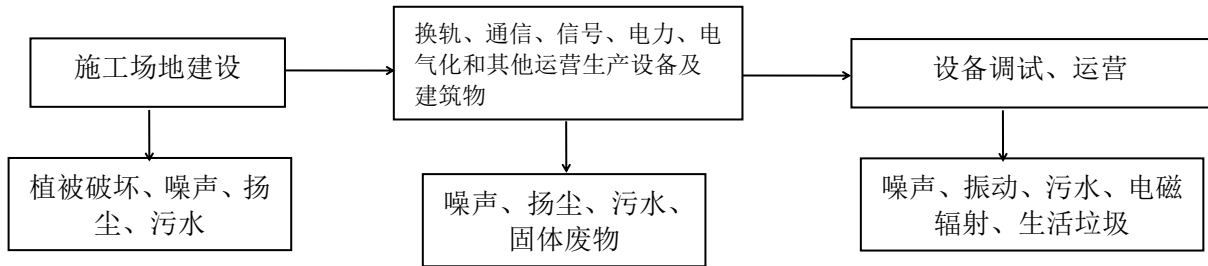 施工场地建设
换轨、通信、信号、电力、电
气化和其他运营生产设备及
建筑物
设备调试、运营
植被破坏、噪声、扬
尘、污水
噪声、扬尘、污水、
固体废物
噪声、振动、污水、电磁
辐射、生活垃圾